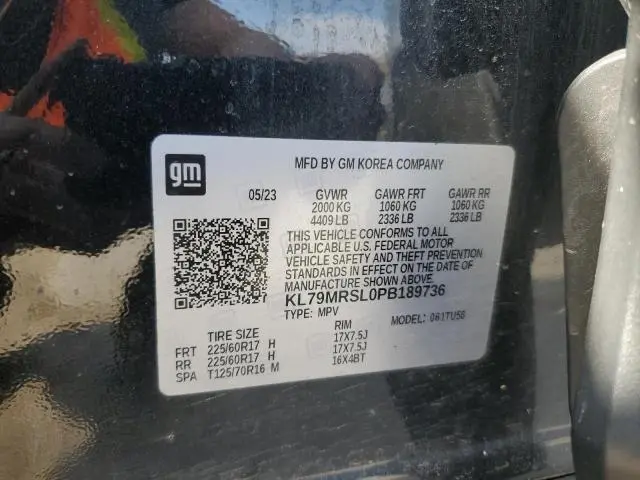 gm
MFD BY GM KOREA COMPANY
05/23 GVWR GAWR FRT GAWR RR
2000 KG 1060 KG 1060 KG
4409 LB 2336 LB 2336 LB
THIS VEHICLE CONFORMS TO ALL
APPLICABLE U.S. FEDERAL MOTOR
VEHICLE SAFETY AND THEFT PREVENTION
STANDARDS IN EFFECT ON THE DATE OF
MANUFACTURE SHOWN ABOVE.
KL79MRSL0PB189736
TYPE: MPV MODEL: 061TU58
TIRE SIZE RIM
FRT 225/60R17 H 17X7.5J
RR 225/60R17 H 17X7.5J
SPA T125/70R16 M 16X4BT